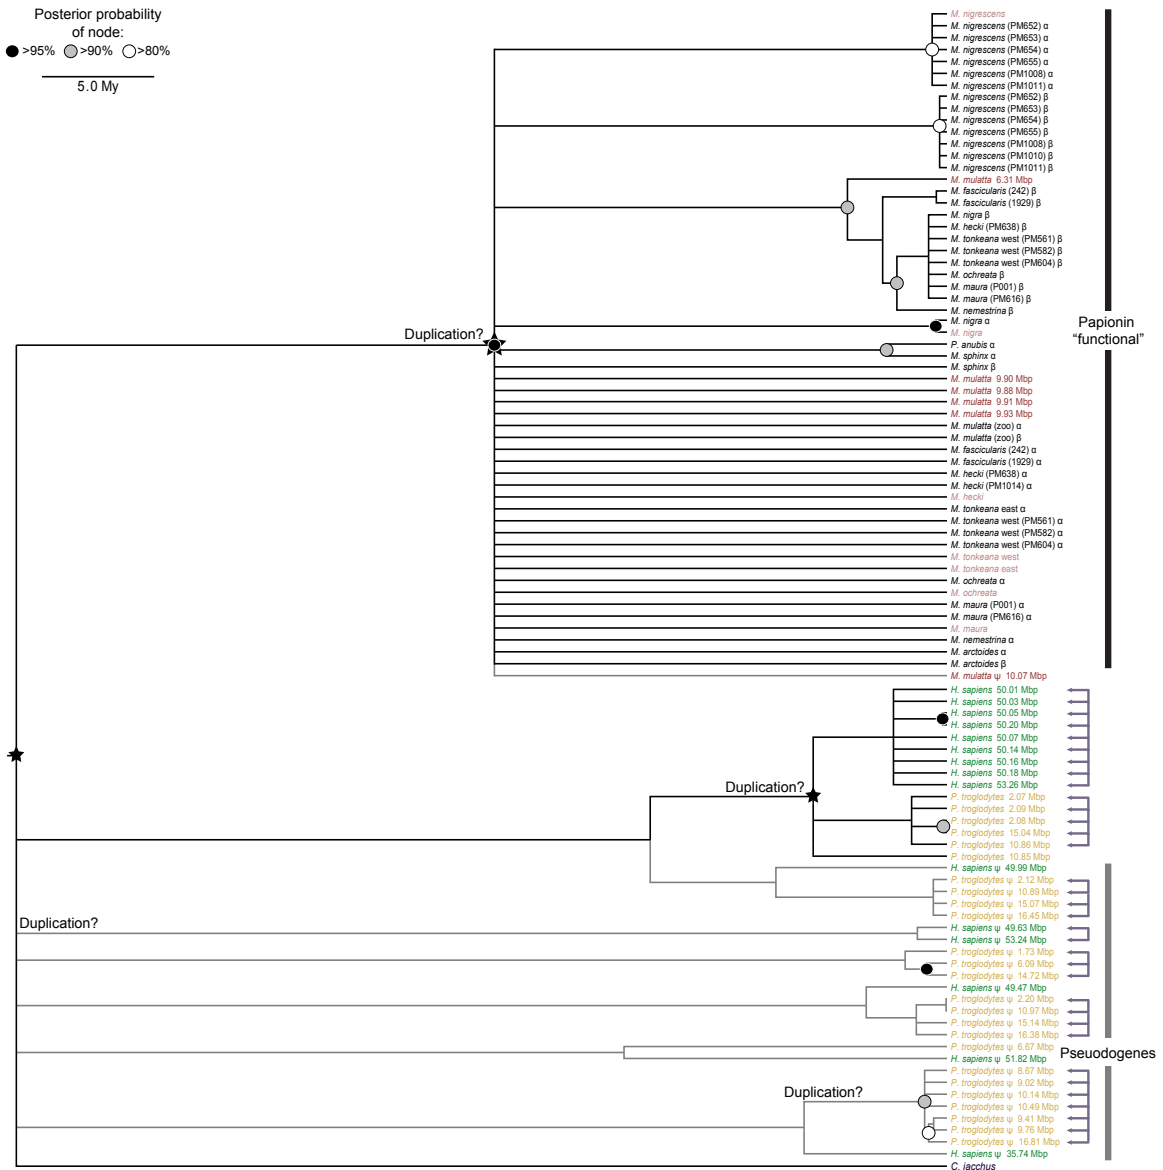 Posterior probability
of node:
>95% >90% >80%
5.0 My
M. nigrescens
M. nigrescens (PM652) α
M. nigrescens (PM653) α
M. nigrescens (PM654) α
M. nigrescens (PM655) α
M. nigrescens (PM1008) α
M. nigrescens (PM1011) α
M. nigrescens (PM652) β
M. nigrescens (PM653) β
M. nigrescens (PM654) β
M. nigrescens (PM655) β
M. nigrescens (PM1008) β
M. nigrescens (PM1010) β
M. nigrescens (PM1011) β
M. mulatta 6.31 Mbp
M. fascicularis (242) β
M. fascicularis (1929) β
M. nigra β
M. hecki (PM638) β
M. tonkeana west (PM561) β
M. tonkeana west (PM582) β
M. tonkeana west (PM604) β
M. ochreata β
M. maura (P001) β
M. maura (PM616) β
M. nemestrina β
M. nigra α
Papionin
"functional"
Duplication?
M. nigra
P. anubis α
M. sphinx α
M. sphinx β
M. mulatta 9.90 Mbp
M. mulatta 9.88 Mbp
M. mulatta 9.91 Mbp
M. mulatta 9.93 Mbp
M. mulatta (zoo) α
M. mulatta (zoo) β
M. fascicularis (242) α
M. fascicularis (1929) α
M. hecki (PM638) α
M. hecki (PM1014) α
M. hecki
M. tonkeana east α
M. tonkeana west (PM561) α
M. tonkeana west (PM582) α
M. tonkeana west (PM604) α
M. tonkeana west
M. tonkeana east
M. ochreata α
M. ochreata
M. maura (P001) α
M. maura (PM616) α
M. maura
M. nemestrina α
M. arctoides α
M. arctoides β
M. mulatta ψ 10.07 Mbp
H. sapiens 50.01 Mbp
H. sapiens 50.03 Mbp
H. sapiens 50.05 Mbp
H. sapiens 50.20 Mbp
H. sapiens 50.07 Mbp
H. sapiens 50.14 Mbp
H. sapiens 50.16 Mbp
H. sapiens 50.18 Mbp
H. sapiens 53.26 Mbp
Duplication?
P. troglodytes 2.07 Mbp
P. troglodytes 2.09 Mbp
P. troglodytes 2.08 Mbp
P. troglodytes 15.04 Mbp
P. troglodytes 10.86 Mbp
P. troglodytes 10.85 Mbp
H. sapiens ψ 49.99 Mbp
P. troglodytes ψ 2.12 Mbp
P. troglodytes ψ 10.89 Mbp
P. troglodytes ψ 15.07 Mbp
P. troglodytes ψ 16.45 Mbp
Duplication?
H. sapiens ψ 49.63 Mbp
H. sapiens ψ 53.24 Mbp
P. troglodytes ψ 1.73 Mbp
P. troglodytes ψ 6.09 Mbp
P. troglodytes ψ 14.72 Mbp
H. sapiens ψ 49.47 Mbp
P. troglodytes ψ 2.20 Mbp
P. troglodytes ψ 10.97 Mbp
P. troglodytes ψ 15.14 Mbp
P. troglodytes ψ 16.38 Mbp
P. troglodytes ψ 6.67 Mbp
Pseudogenes
H. sapiens ψ 51.82 Mbp
P. troglodytes ψ 8.67 Mbp
P. troglodytes ψ 9.02 Mbp
Duplication?
P. troglodytes ψ 10.14 Mbp
P. troglodytes ψ 10.49 Mbp
P. troglodytes ψ 9.41 Mbp
P. troglodytes ψ 9.76 Mbp
P. troglodytes ψ 16.81 Mbp
H. sapiens ψ 35.74 Mbp
C. jacchus